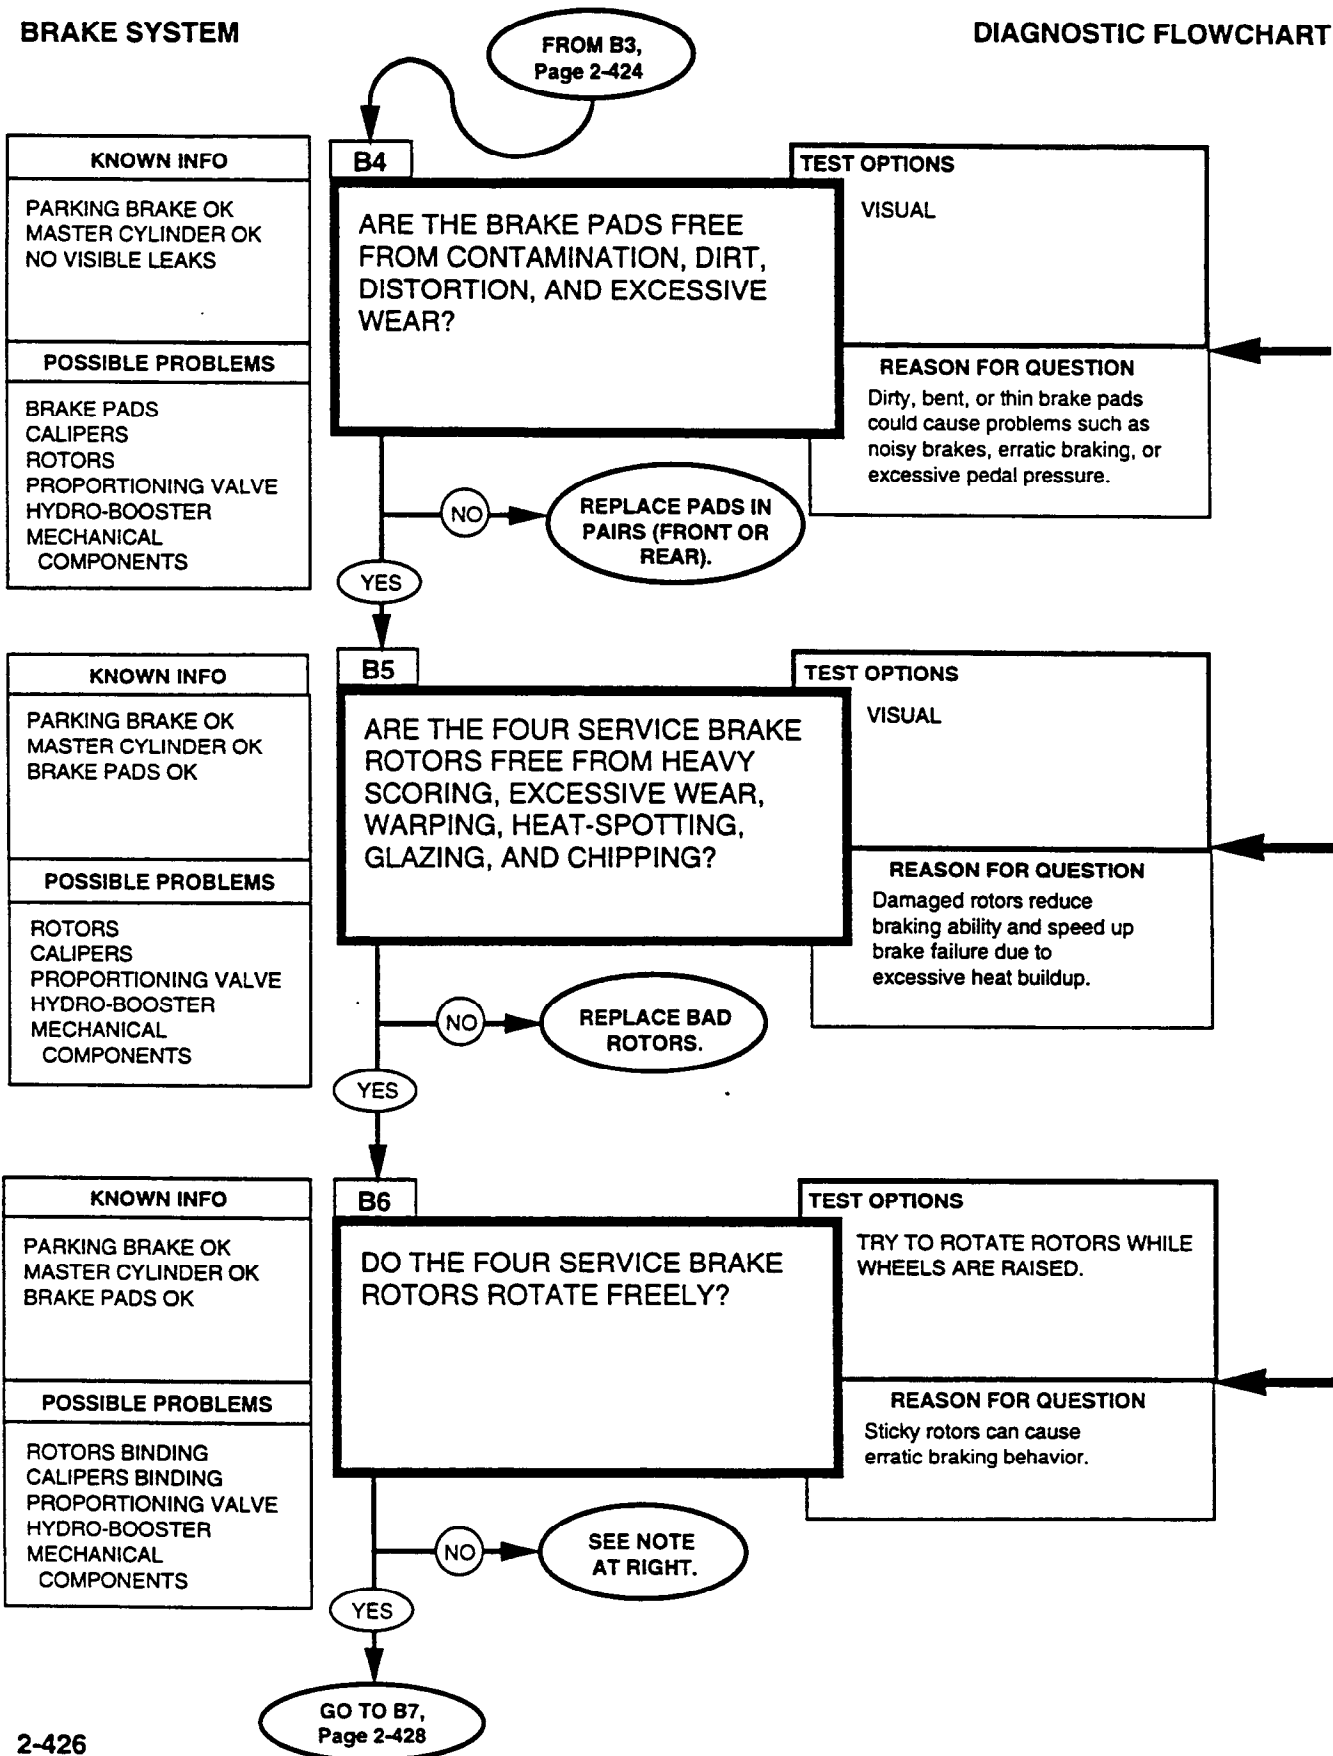 BRAKE SYSTEM
DIAGNOSTIC FLOWCHART
FROM B3,
Page 2-424
KNOWN INFO
PARKING BRAKE OK
MASTER CYLINDER OK
NO VISIBLE LEAKS
POSSIBLE PROBLEMS
BRAKE PADS
CALIPERS
ROTORS
PROPORTIONING VALVE
HYDRO-BOOSTER
MECHANICAL
COMPONENTS
B4
ARE THE BRAKE PADS FREE
FROM CONTAMINATION, DIRT,
DISTORTION, AND EXCESSIVE
WEAR?
TEST OPTIONS
VISUAL
REASON FOR QUESTION
Dirty, bent, or thin brake pads
could cause problems such as
noisy brakes, erratic braking, or
excessive pedal pressure.
NO
REPLACE PADS IN
PAIRS (FRONT OR
REAR).
YES
KNOWN INFO
PARKING BRAKE OK
MASTER CYLINDER OK
BRAKE PADS OK
POSSIBLE PROBLEMS
ROTORS
CALIPERS
PROPORTIONING VALVE
HYDRO-BOOSTER
MECHANICAL
COMPONENTS
B5
ARE THE FOUR SERVICE BRAKE
ROTORS FREE FROM HEAVY
SCORING, EXCESSIVE WEAR,
WARPING, HEAT-SPOTTING,
GLAZING, AND CHIPPING?
TEST OPTIONS
VISUAL
REASON FOR QUESTION
Damaged rotors reduce
braking ability and speed up
brake failure due to
excessive heat buildup.
NO
REPLACE BAD
ROTORS.
YES
KNOWN INFO
PARKING BRAKE OK
MASTER CYLINDER OK
BRAKE PADS OK
POSSIBLE PROBLEMS
ROTORS BINDING
CALIPERS BINDING
PROPORTIONING VALVE
HYDRO-BOOSTER
MECHANICAL
COMPONENTS
B6
DO THE FOUR SERVICE BRAKE
ROTORS ROTATE FREELY?
TEST OPTIONS
TRY TO ROTATE ROTORS WHILE
WHEELS ARE RAISED.
REASON FOR QUESTION
Sticky rotors can cause
erratic braking behavior.
NO
SEE NOTE
AT RIGHT.
YES
GO TO B7,
Page 2-428
2-426